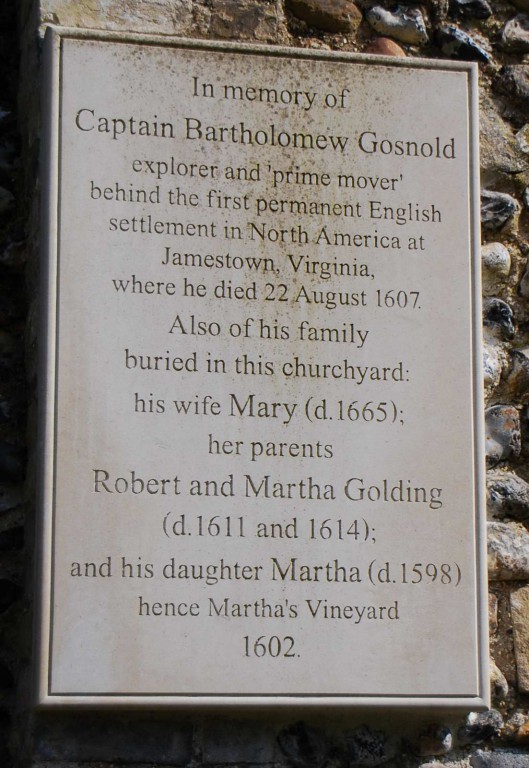 In memory of
Captain Bartholomew Gosnold
explorer and 'prime mover'
behind the first permanent English
settlement in North America at
Jamestown, Virginia,
where he died 22 August 1607.
Also of his family
buried in this churchyard:
his wife Mary (d.1665);
her parents
Robert and Martha Golding
(d.1611 and 1614);
and his daughter Martha (d.1598)
hence Martha's Vineyard
1602.